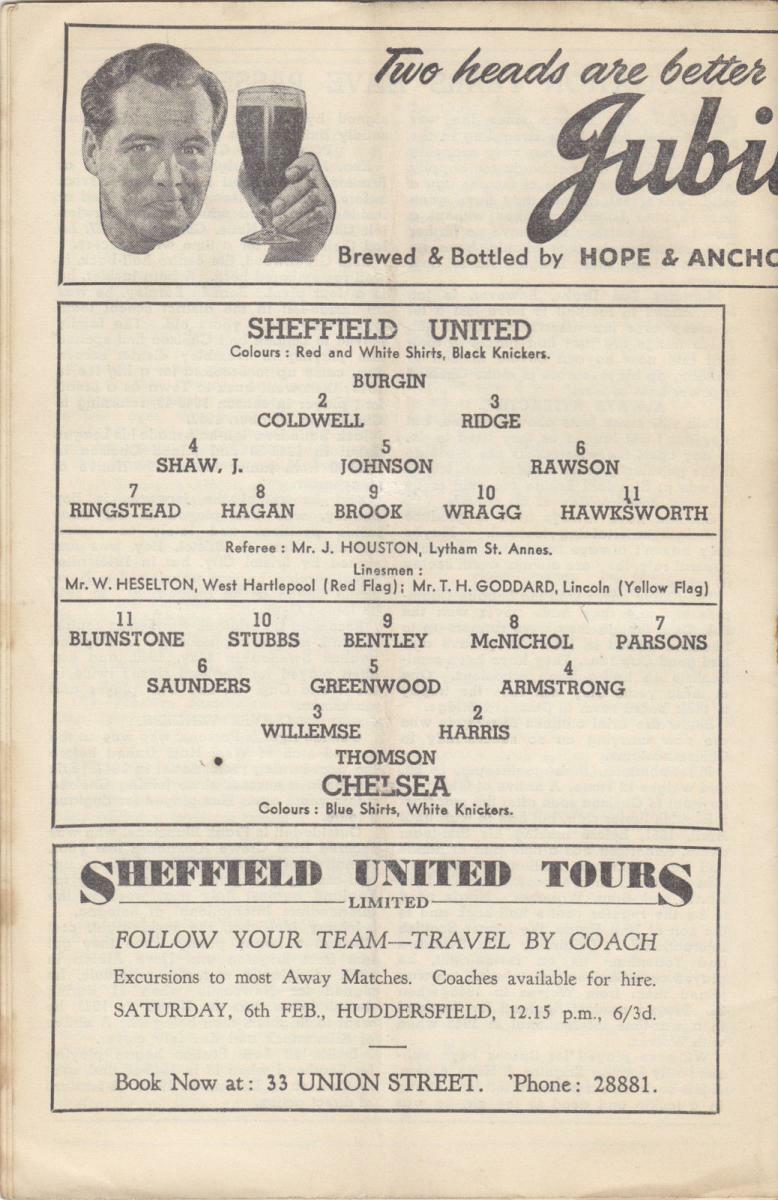 Two heads are better
Jubi
Brewed & Bottled by HOPE & ANCHO
SHEFFIELD UNITED
Colours : Red and White Shirts, Black Knickers.
BURGIN
2 3
COLDWELL RIDGE
4 5 6
SHAW, J. JOHNSON RAWSON
7 8 9 10 11
RINGSTEAD HAGAN BROOK WRAGG HAWKSWORTH
Referee : Mr. J. HOUSTON, Lytham St. Annes.
Linesmen :
Mr. W. HESELTON, West Hartlepool (Red Flag); Mr. T. H. GODDARD, Lincoln (Yellow Flag)
11 10 9 8 7
BLUNSTONE STUBBS BENTLEY McNICHOL PARSONS
6 5 4
SAUNDERS GREENWOOD ARMSTRONG
3 2
WILLEMSE HARRIS
THOMSON
CHELSEA
Colours : Blue Shirts, White Knickers.
SHEFFIELD UNITED TOURS
LIMITED
FOLLOW YOUR TEAM—TRAVEL BY COACH
Excursions to most Away Matches. Coaches available for hire.
SATURDAY, 6th FEB., HUDDERSFIELD, 12.15 p.m., 6/3d.
Book Now at : 33 UNION STREET. 'Phone : 28881.